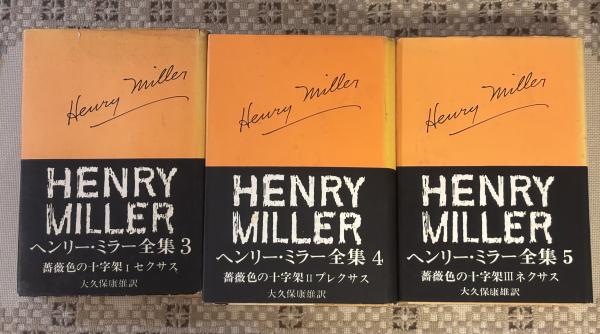 Henry Miller
HENRY
MILLER
ヘンリー・ミラー全集 3
薔薇色の十字架 I セクサス
大久保康雄訳
Henry Miller
HENRY
MILLER
ヘンリー・ミラー全集 4
薔薇色の十字架 II プレクサス
大久保康雄訳
Henry Miller
HENRY
MILLER
ヘンリー・ミラー全集 5
薔薇色の十字架 III ネクサス
大久保康雄訳